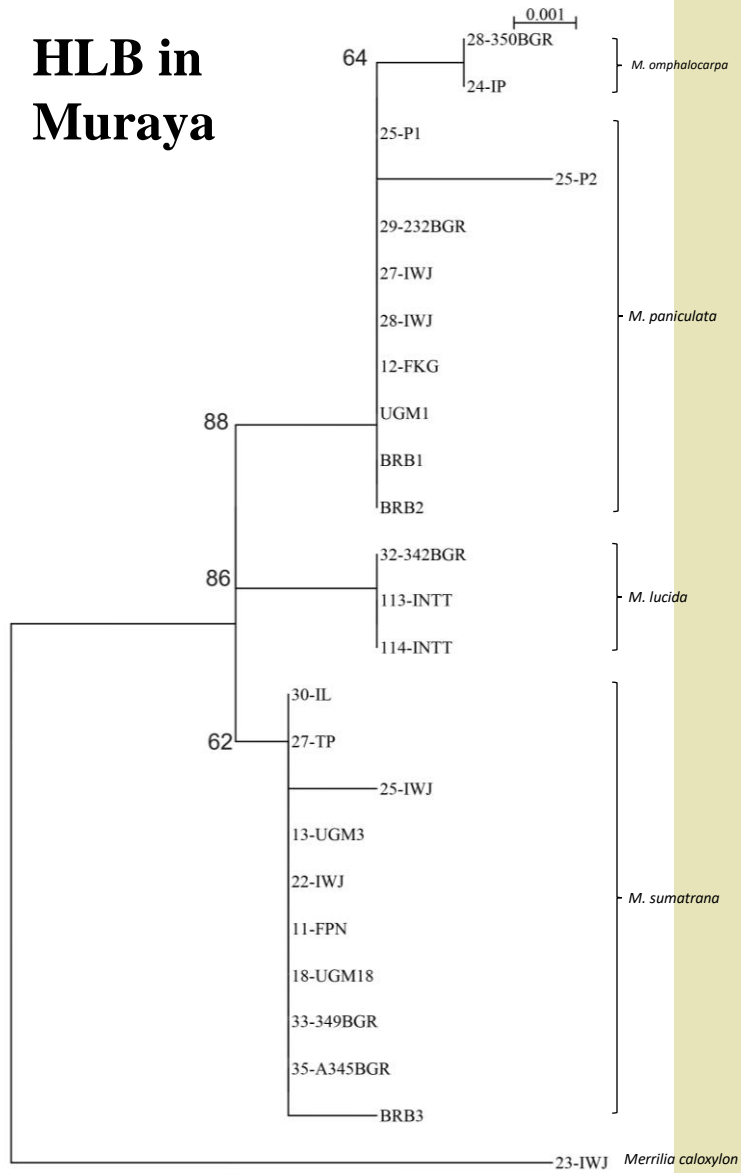 HLB in
Muraya
0.001
64
28-350BGR
24-IP
M. omphalocarpa
25-P1
25-P2
29-232BGR
27-IWJ
28-IWJ
12-FKG
UGM1
BRB1
BRB2
M. paniculata
88
86
32-342BGR
113-INTT
114-INTT
M. lucida
62
30-IL
27-TP
25-IWJ
13-UGM3
22-IWJ
11-FPN
18-UGM18
33-349BGR
35-A345BGR
BRB3
M. sumatrana
23-IWJ
Merrilia caloxylon